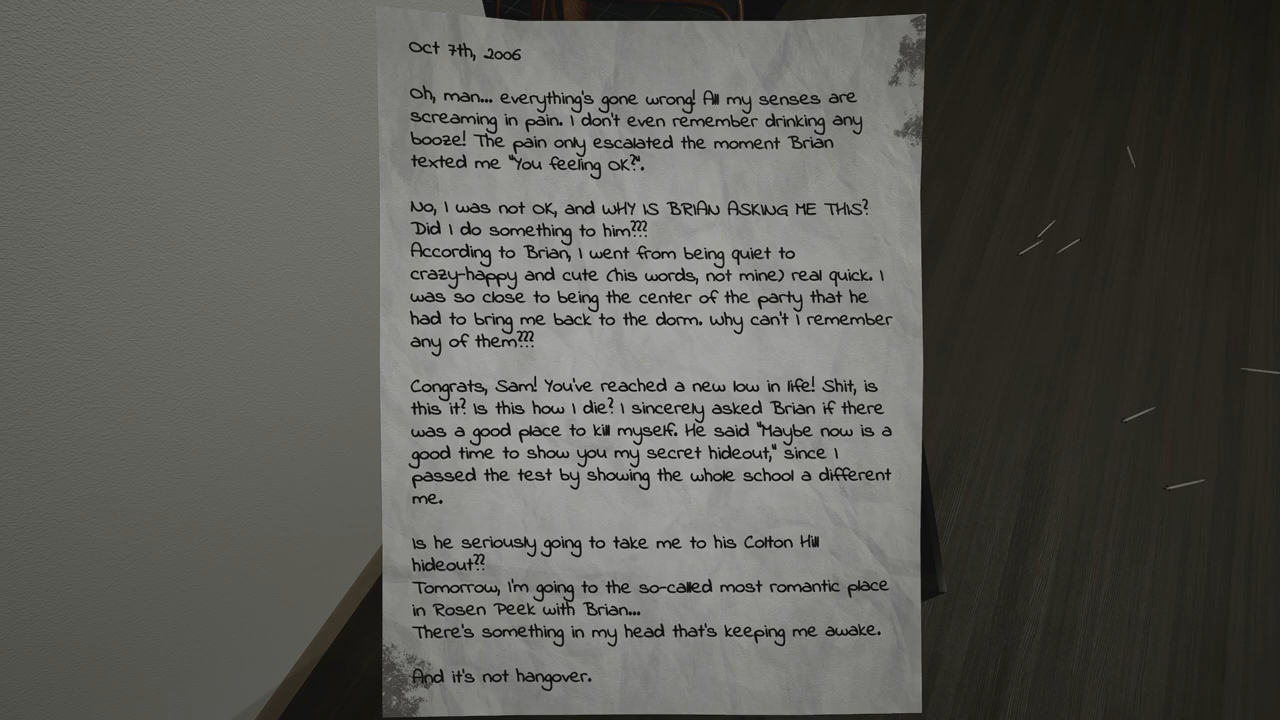 Oct 7th, 2006
Oh, man... everything's gone wrong! All my senses are
screaming in pain. I don't even remember drinking any
booze! The pain only escalated the moment Brian
texted me "You feeling OK?".
No, I was not OK, and WHY IS BRIAN ASKING ME THIS?
Did I do something to him???
According to Brian, I went from being quiet to
crazy-happy and cute (his words, not mine) real quick. I
was so close to being the center of the party that he
had to bring me back to the dorm. Why can't I remember
any of them???
Congrats, Sam! You've reached a new low in life! Shit, is
this it? Is this how I die? I sincerely asked Brian if there
was a good place to kill myself. He said "Maybe now is a
good time to show you my secret hideout," since I
passed the test by showing the whole school a different
me.
Is he seriously going to take me to his Colton Hill
hideout??
Tomorrow, I'm going to the so-called most romantic place
in Rosen Peek with Brian...
There's something in my head that's keeping me awake.
And it's not hangover.